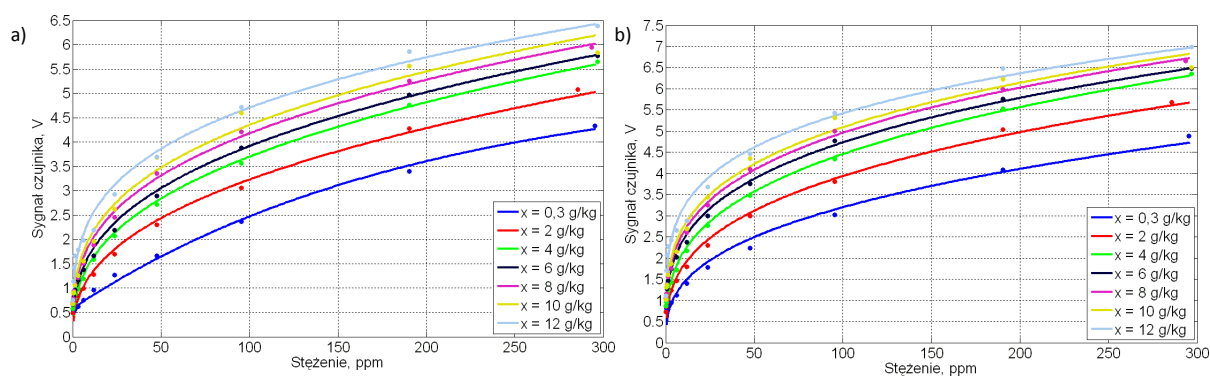 a)
6.5
6
5.5
5
4.5
4
3.5
3
2.5
2
1.5
1
0.5
0
Sygnał czujnika, V
0 50 100 150 200 250 300
Stężenie, ppm
x = 0,3 g/kg
x = 2 g/kg
x = 4 g/kg
x = 6 g/kg
x = 8 g/kg
x = 10 g/kg
x = 12 g/kg
b)
7.5
7
6.5
6
5.5
5
4.5
4
3.5
3
2.5
2
1.5
1
0.5
0
Sygnał czujnika, V
0 50 100 150 200 250 300
Stężenie, ppm
x = 0,3 g/kg
x = 2 g/kg
x = 4 g/kg
x = 6 g/kg
x = 8 g/kg
x = 10 g/kg
x = 12 g/kg